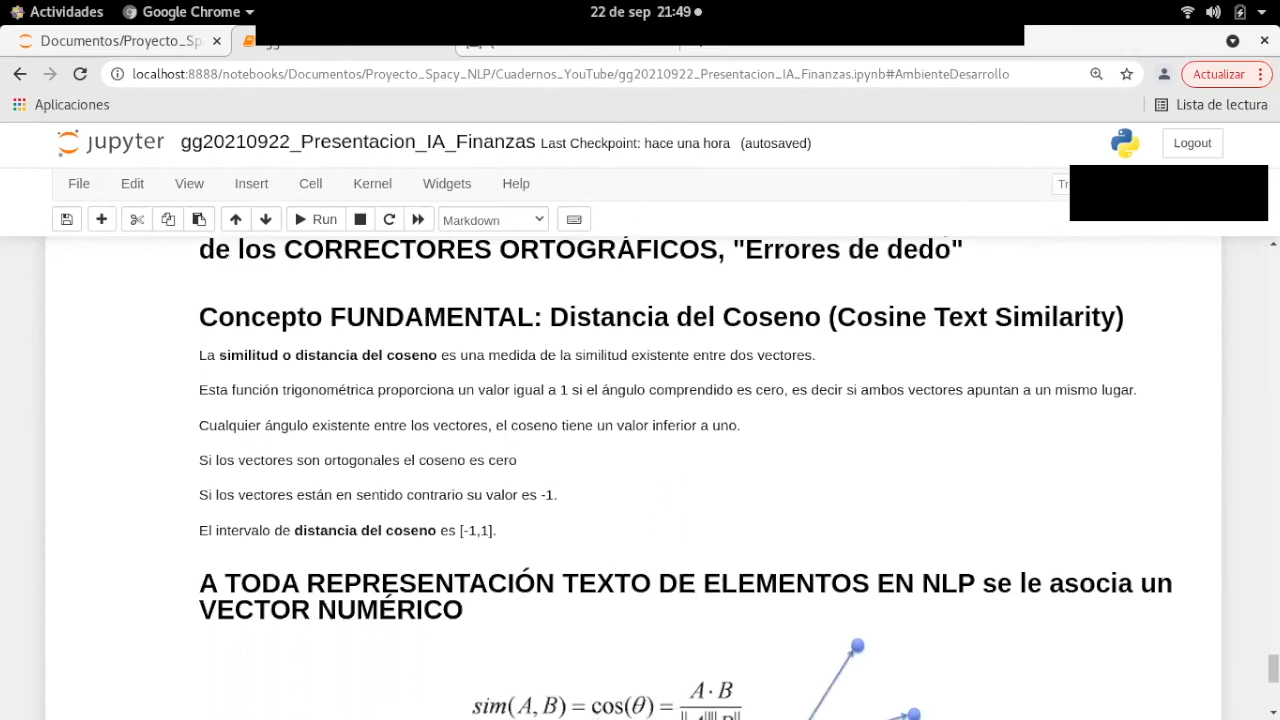 Actividades Google Chrome 22 de sep 21:49
Documentos/Proyecto_Sp
localhost:8888/notebooks/Documentos/Proyecto_Spacy_NLP/Cuadernos_YouTube/gg20210922_Presentacion_IA_Finanzas.ipynb#AmbienteDesarrollo Actualizar
Aplicaciones Lista de lectura
jupyter gg20210922_Presentacion_IA_Finanzas Last Checkpoint: hace una hora (autosaved) Logout
File Edit View Insert Cell Kernel Widgets Help
Run Markdown
de los CORRECTORES ORTOGRÁFICOS, "Errores de dedo"
Concepto FUNDAMENTAL: Distancia del Coseno (Cosine Text Similarity)
La similitud o distancia del coseno es una medida de la similitud existente entre dos vectores.
Esta función trigonométrica proporciona un valor igual a 1 si el ángulo comprendido es cero, es decir si ambos vectores apuntan a un mismo lugar.
Cualquier ángulo existente entre los vectores, el coseno tiene un valor inferior a uno.
Si los vectores son ortogonales el coseno es cero
Si los vectores están en sentido contrario su valor es -1.
El intervalo de distancia del coseno es [-1,1].
A TODA REPRESENTACIÓN TEXTO DE ELEMENTOS EN NLP se le asocia un
VECTOR NUMÉRICO
A · B
sim(A, B) = cos(θ) =